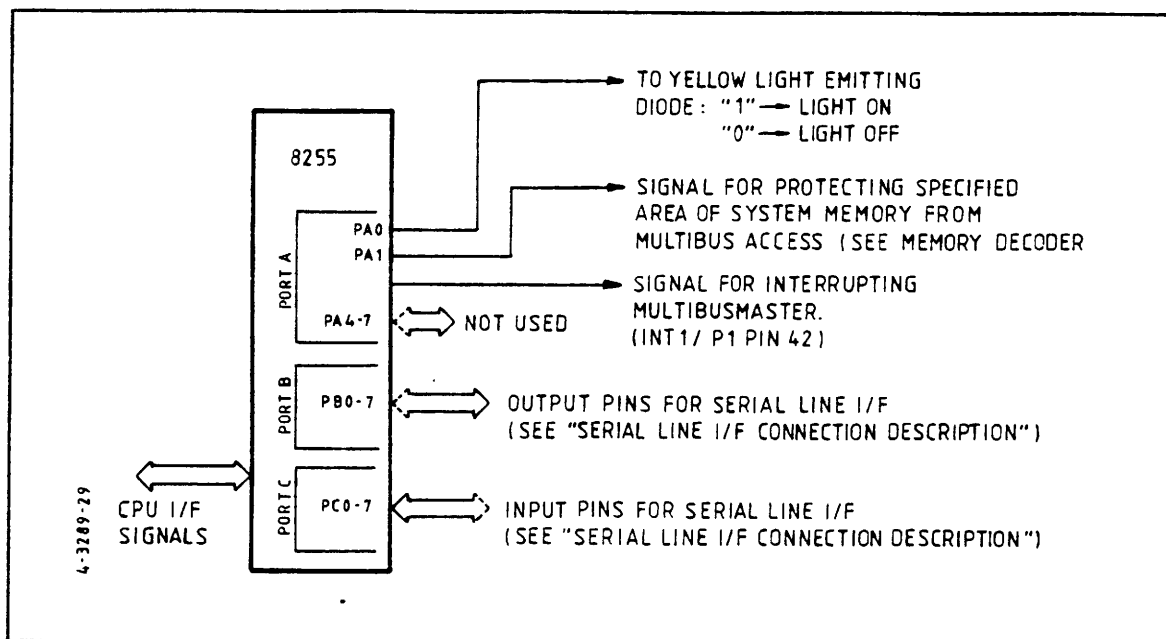 TO YELLOW LIGHT EMITTING
DIODE : "1"→ LIGHT ON
"0"→ LIGHT OFF
8255
SIGNAL FOR PROTECTING SPECIFIED
AREA OF SYSTEM MEMORY FROM
MULTIBUS ACCESS (SEE MEMORY DECODER
PORT A
PA0
PA1
SIGNAL FOR INTERRUPTING
MULTIBUSMASTER.
(INT1/ P1 PIN 42)
PA4-7
NOT USED
PORT B
PB0-7
OUTPUT PINS FOR SERIAL LINE I/F
(SEE "SERIAL LINE I/F CONNECTION DESCRIPTION")
PORT C
PC0-7
INPUT PINS FOR SERIAL LINE I/F
(SEE "SERIAL LINE I/F CONNECTION DESCRIPTION")
CPU I/F
SIGNALS
4-3289-29